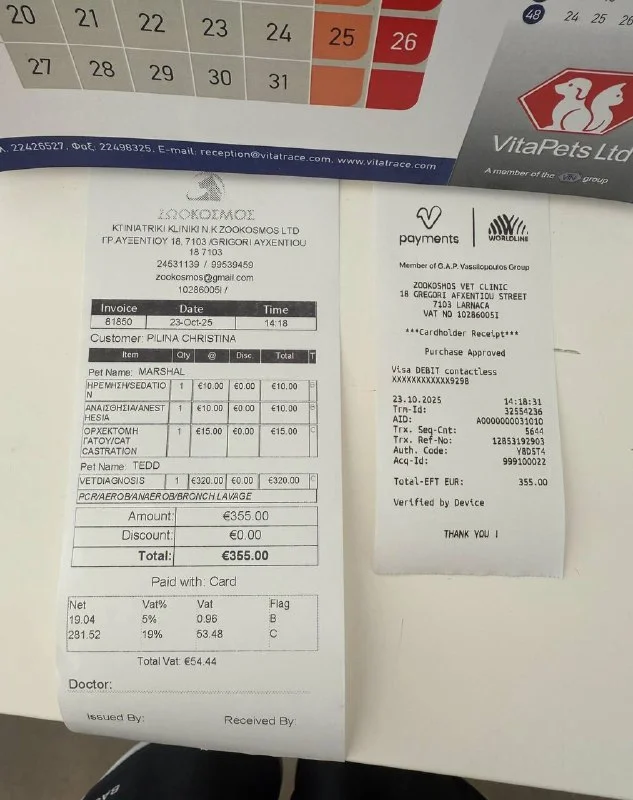 20 21 22 23 24 25 26
27 28 29 30 31
48 24 25 26
22426527, Φαξ: 22498325, E-mail: reception@vitatrace.com, www.vitatrace.com
VitaPets Ltd
A member of the group
ΖΩΟΚΟΣΜΟΣ
KTINIATRIKI KLINIKI N.K ZOOKOSMOS LTD
ΓΡ.ΑΥΞΕΝΤΙΟΥ 18, 7103 /GRIGORI AYXENTIOU
18 7103
24531139 / 99539459
zookosmos@gmail.com
10286005I /
Invoice Date Time
81850 23-Oct-25 14:18
Customer: PILINA CHRISTINA
Item Qty @ Disc. Total T
Pet Name: MARSHAL
ΗΡΕΜΗΣΗ/SEDATIO 1 €10.00 €0.00 €10.00
N
ΑΝΑΙΣΘΗΣΙΑ/ANEST 1 €10.00 €0.00 €10.00
HESIA
ΟΡΧΕΚΤΟΜΗ 1 €15.00 €0.00 €15.00 C
ΓΑΤΟΥ/CAT
CASTRATION
Pet Name: TEDD
VETDIAGNOSIS 1 €320.00 €0.00 €320.00 C
PCR/AEROB/ANAEROB/BRONCH.LAVAGE
Amount: €355.00
Discount: €0.00
Total: €355.00
Paid with: Card
Net Vat% Vat Flag
19.04 5% 0.96 B
281.52 19% 53.48 C
Total Vat: €54.44
Doctor:
Issued By: Received By:
payments WORLDLINE
Member of G.A.P. Vassilopoulos Group
ZOOKOSMOS VET CLINIC
18 GREGORI AFXENTIOU STREET
7103 LARNACA
VAT NO 10286005I
***Cardholder Receipt***
Purchase Approved
Visa DEBIT contactless
XXXXXXXXXXXX9298
23.10.2025 14:18:31
Trm-Id: 32554236
AID: A0000000031010
Trx. Seq-Cnt: 5644
Trx. Ref-No: 12853192903
Auth. Code: Y8D5T4
Acq-Id: 999100022
Total-EFT EUR: 355.00
Verified by Device
THANK YOU !